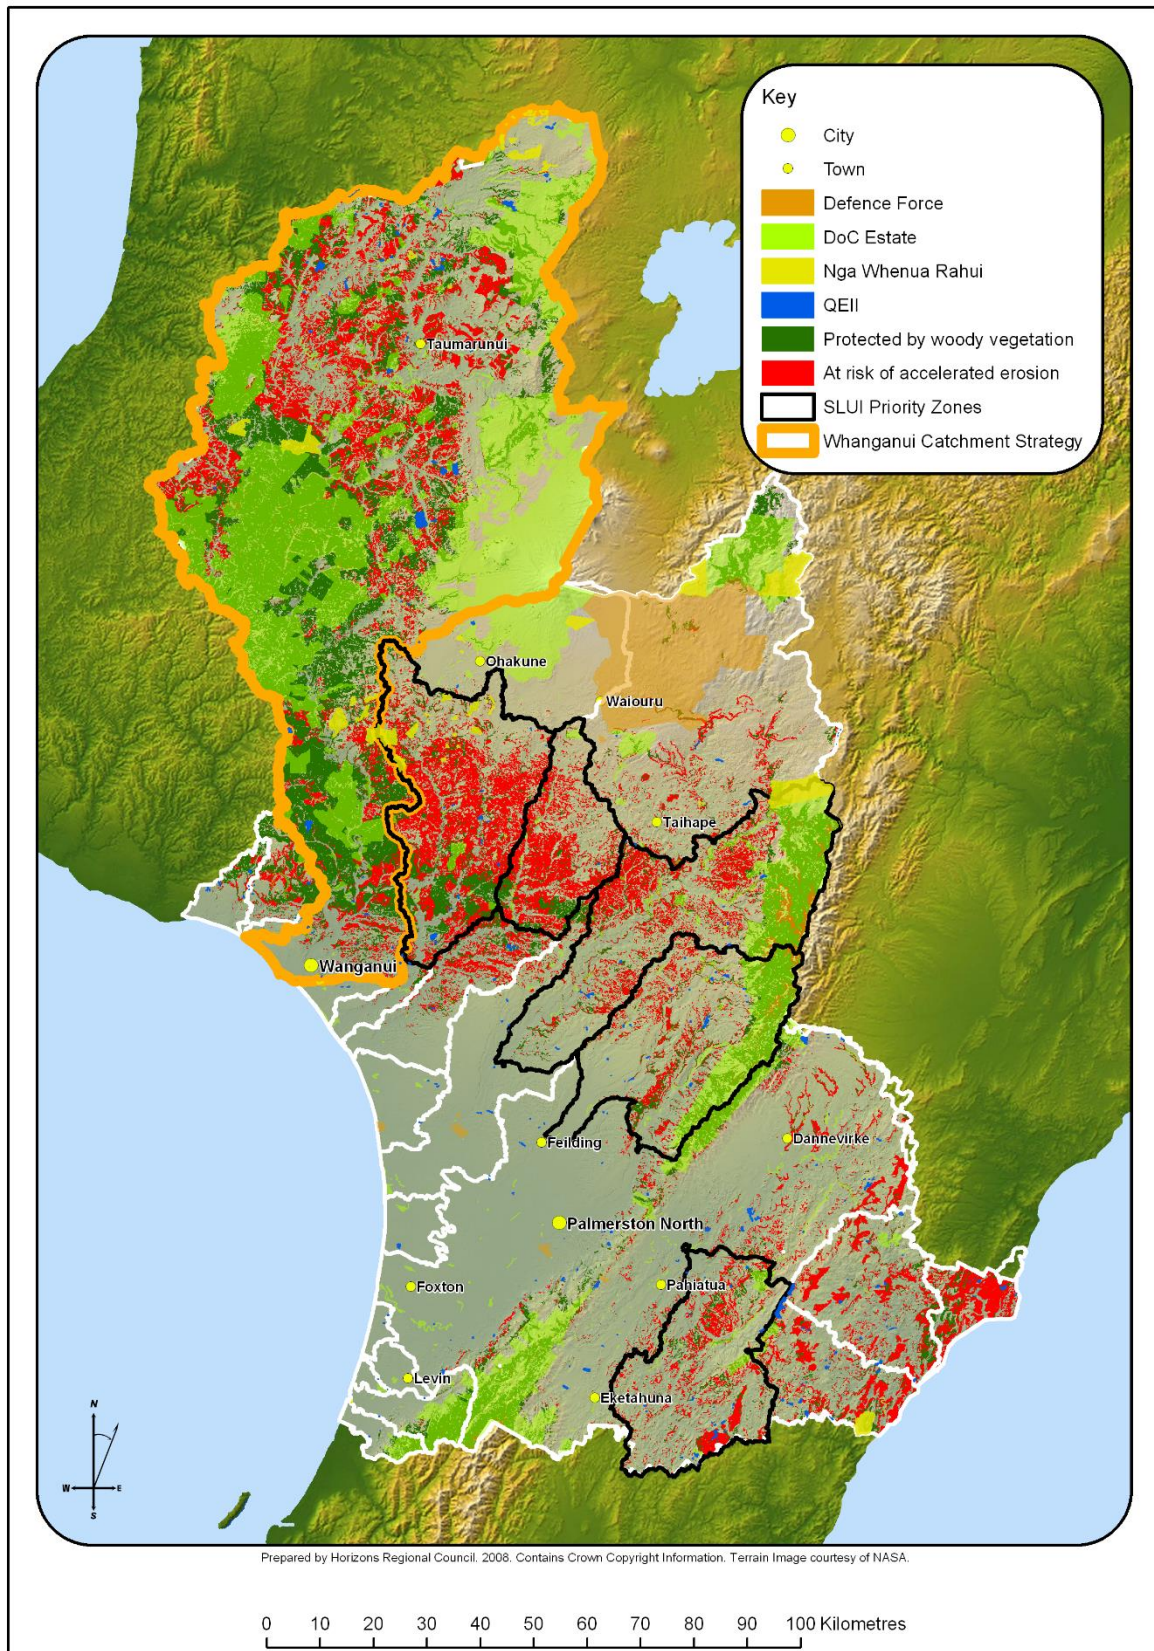 Key
City
Town
Defence Force
DoC Estate
Nga Whenua Rahui
QEII
Protected by woody vegetation
At risk of accelerated erosion
SLUI Priority Zones
Whanganui Catchment Strategy
Taumarunui
Ohakune
Waiouru
Taihape
Wanganui
Dannevirke
Feilding
Palmerston North
Pahiatua
Foxton
Levin
Eketahuna
N
W E
S
Prepared by Horizons Regional Council. 2008. Contains Crown Copyright Information. Terrain Image courtesy of NASA.
0 10 20 30 40 50 60 70 80 90 100 Kilometres